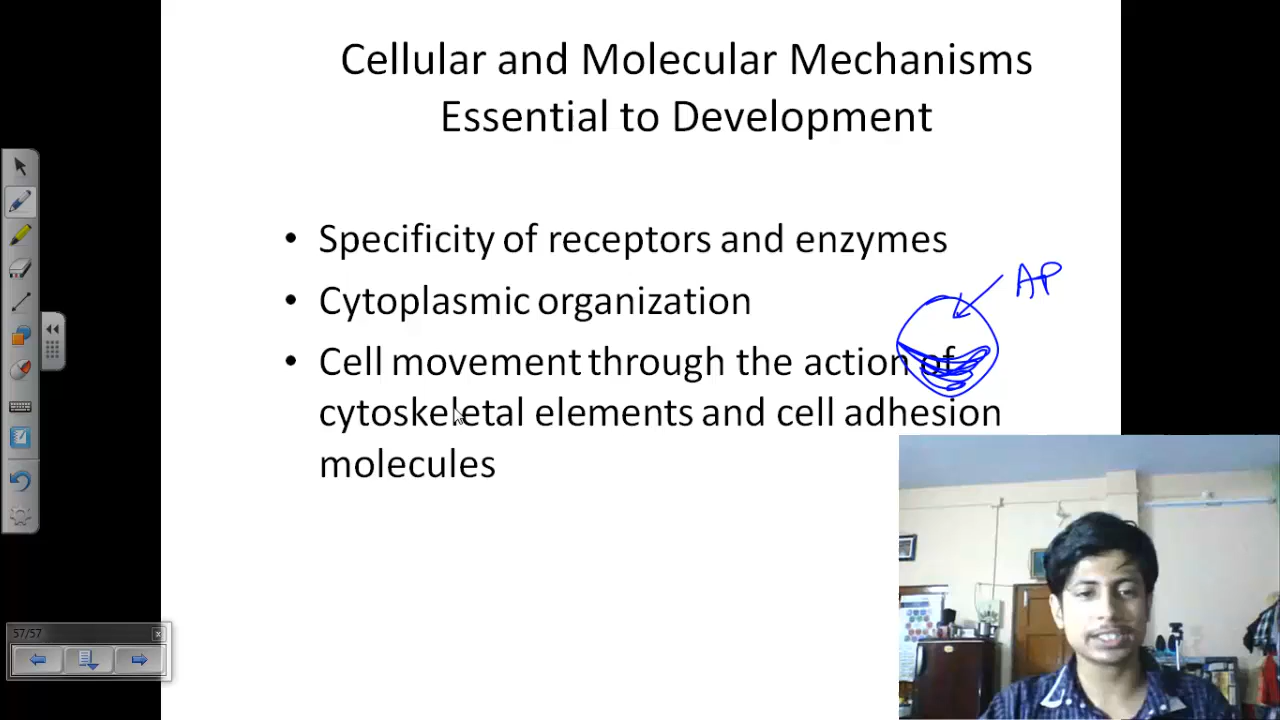 Cellular and Molecular Mechanisms
Essential to Development
• Specificity of receptors and enzymes
• Cytoplasmic organization
AP
• Cell movement through the action of
cytoskeletal elements and cell adhesion
molecules
57/57